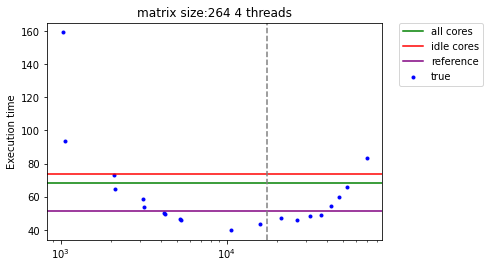 matrix size:264 4 threads
Execution time
160
140
120
100
80
60
40
10³
10⁴
all cores
idle cores
reference
true